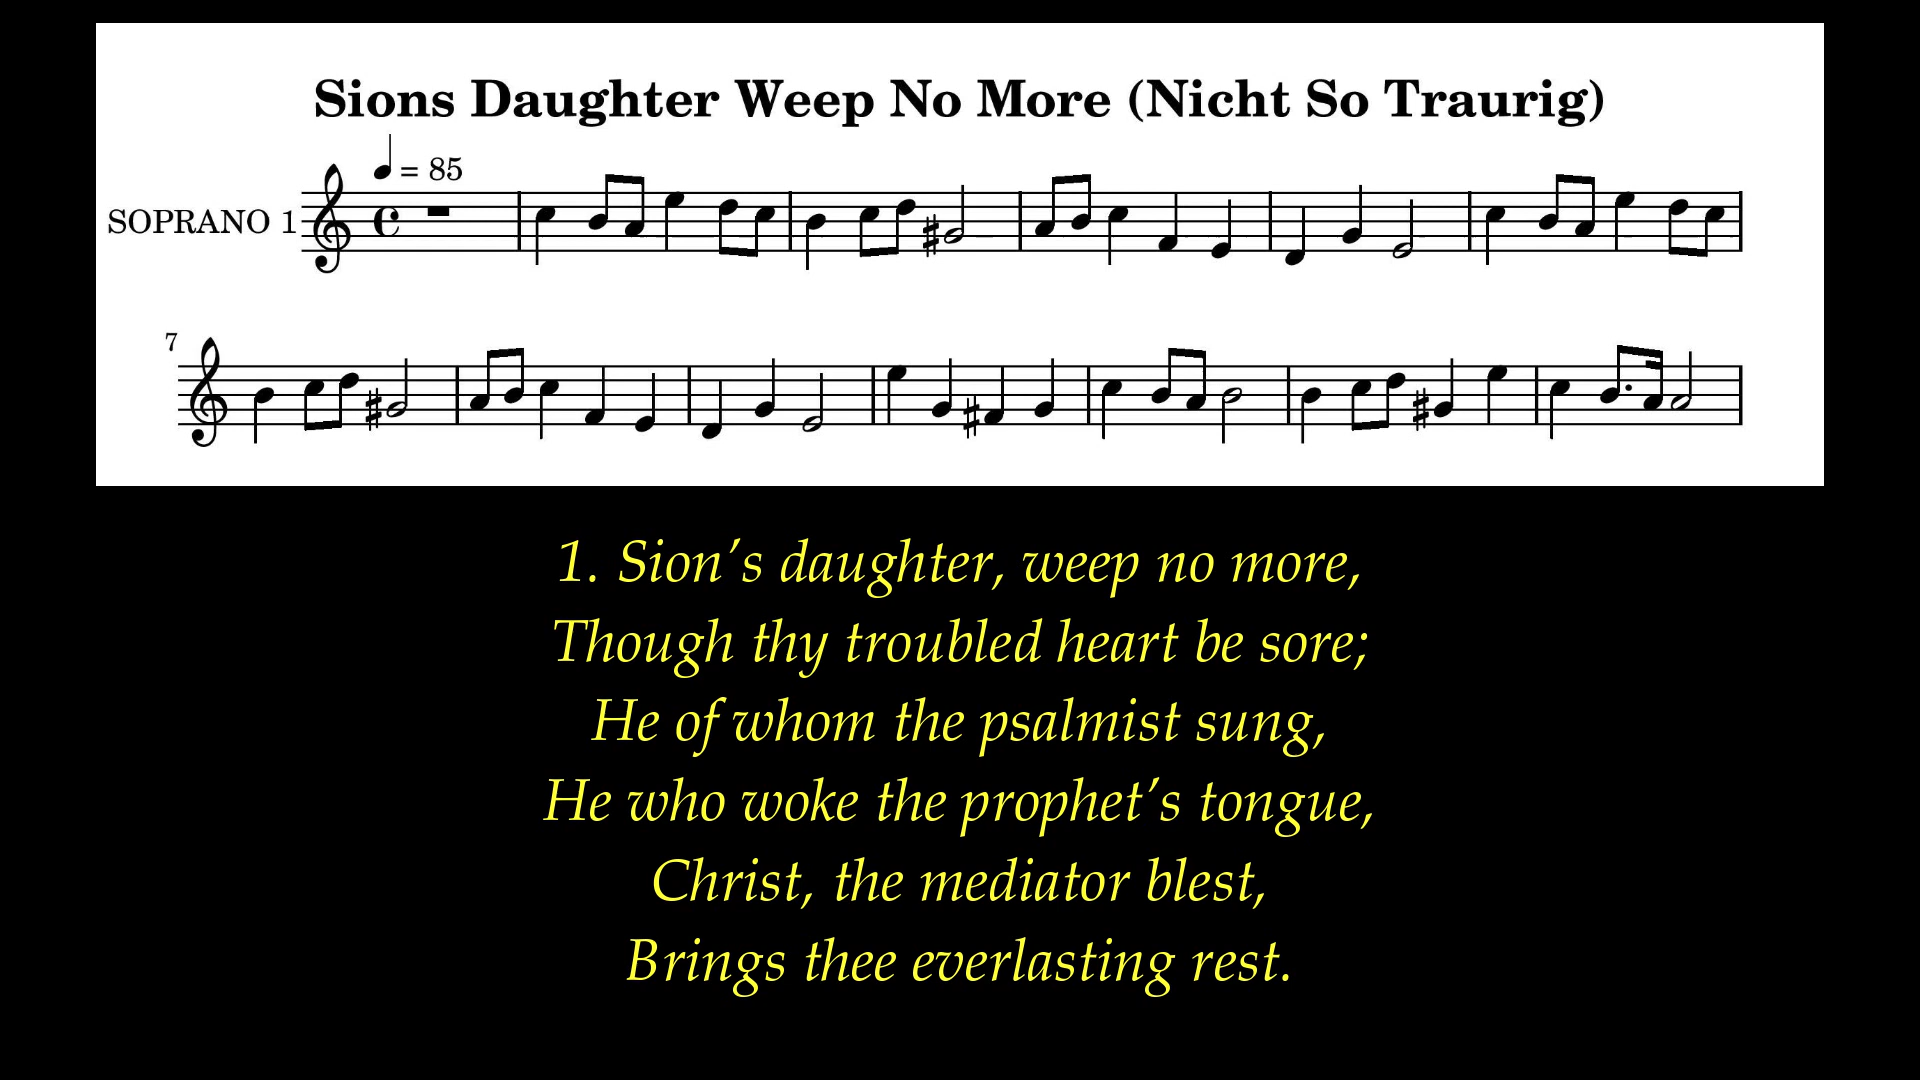 Sions Daughter Weep No More (Nicht So Traurig)
= 85
SOPRANO 1
7
1. Sion's daughter, weep no more,
Though thy troubled heart be sore;
He of whom the psalmist sung,
He who woke the prophet's tongue,
Christ, the mediator blest,
Brings thee everlasting rest.